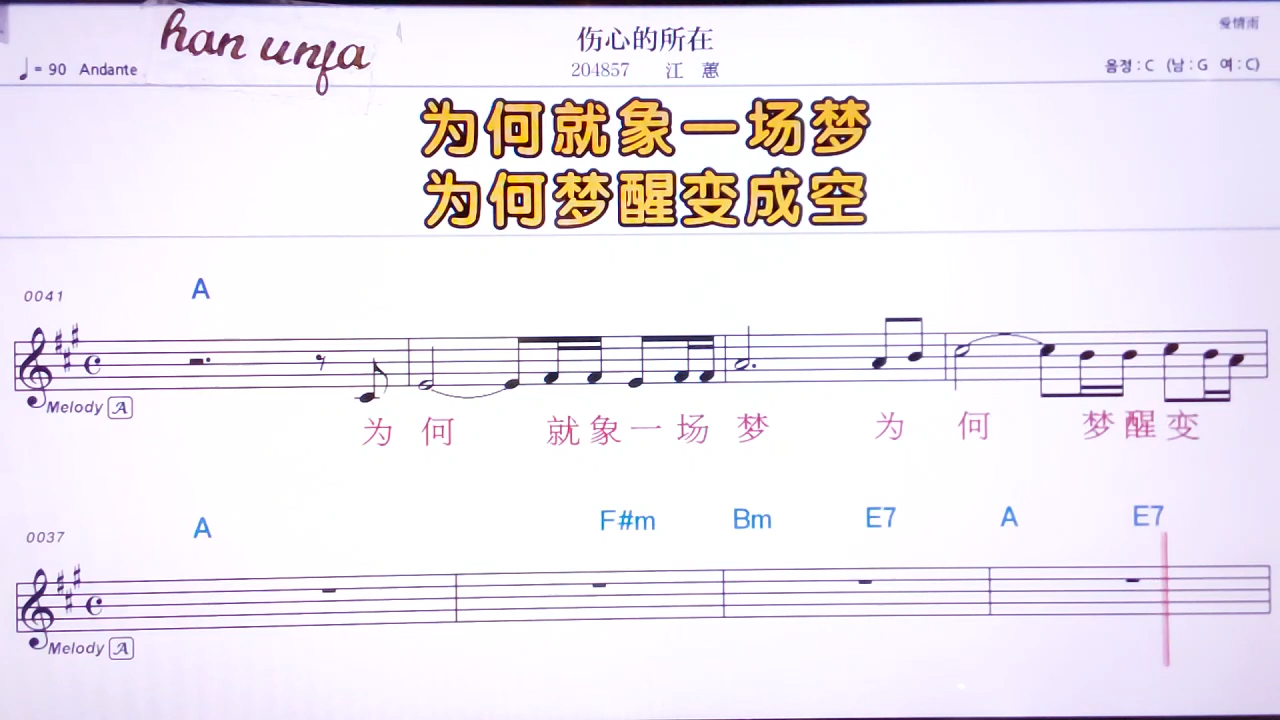 han unfa
伤心的所在
爱情雨
♩= 90 Andante
204857 江 蕙
음정 : C (남 : G 여 : C)
为何就象一场梦
为何梦醒变成空
0041
A
Melody A
为 何 就 象 一 场 梦 为 何 梦 醒 变
0037
A F#m Bm E7 A E7
Melody A